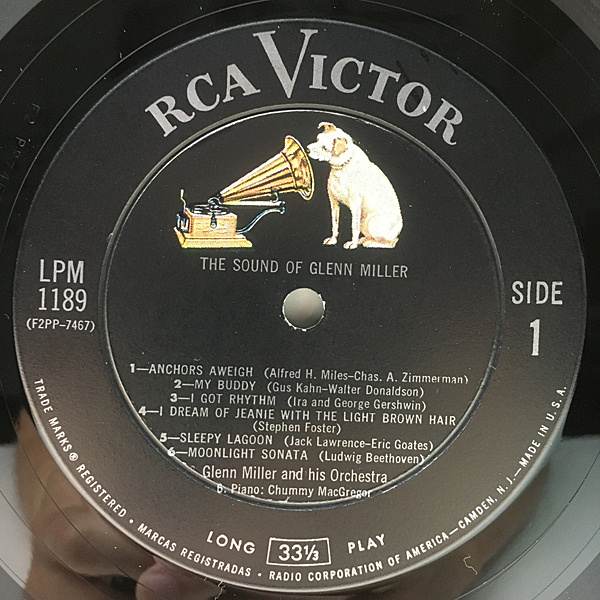 RCA VICTOR
THE SOUND OF GLENN MILLER
LPM
1189
(F2PP-7467)
SIDE
1
1—ANCHORS AWEIGH (Alfred H. Miles-Chas. A. Zimmerman)
2—MY BUDDY (Gus Kahn-Walter Donaldson)
3—I GOT RHYTHM (Ira and George Gershwin)
4—I DREAM OF JEANIE WITH THE LIGHT BROWN HAIR
(Stephen Foster)
5—SLEEPY LAGOON (Jack Lawrence-Eric Goates)
6—MOONLIGHT SONATA (Ludwig Beethoven)
Glenn Miller and his Orchestra
6. Piano: Chummy MacGregor
LONG 33⅓ PLAY
TRADE MARKS ® REGISTERED • MARCAS REGISTRADAS • RADIO CORPORATION OF AMERICA—CAMDEN, N. J.—MADE IN U.S.A.